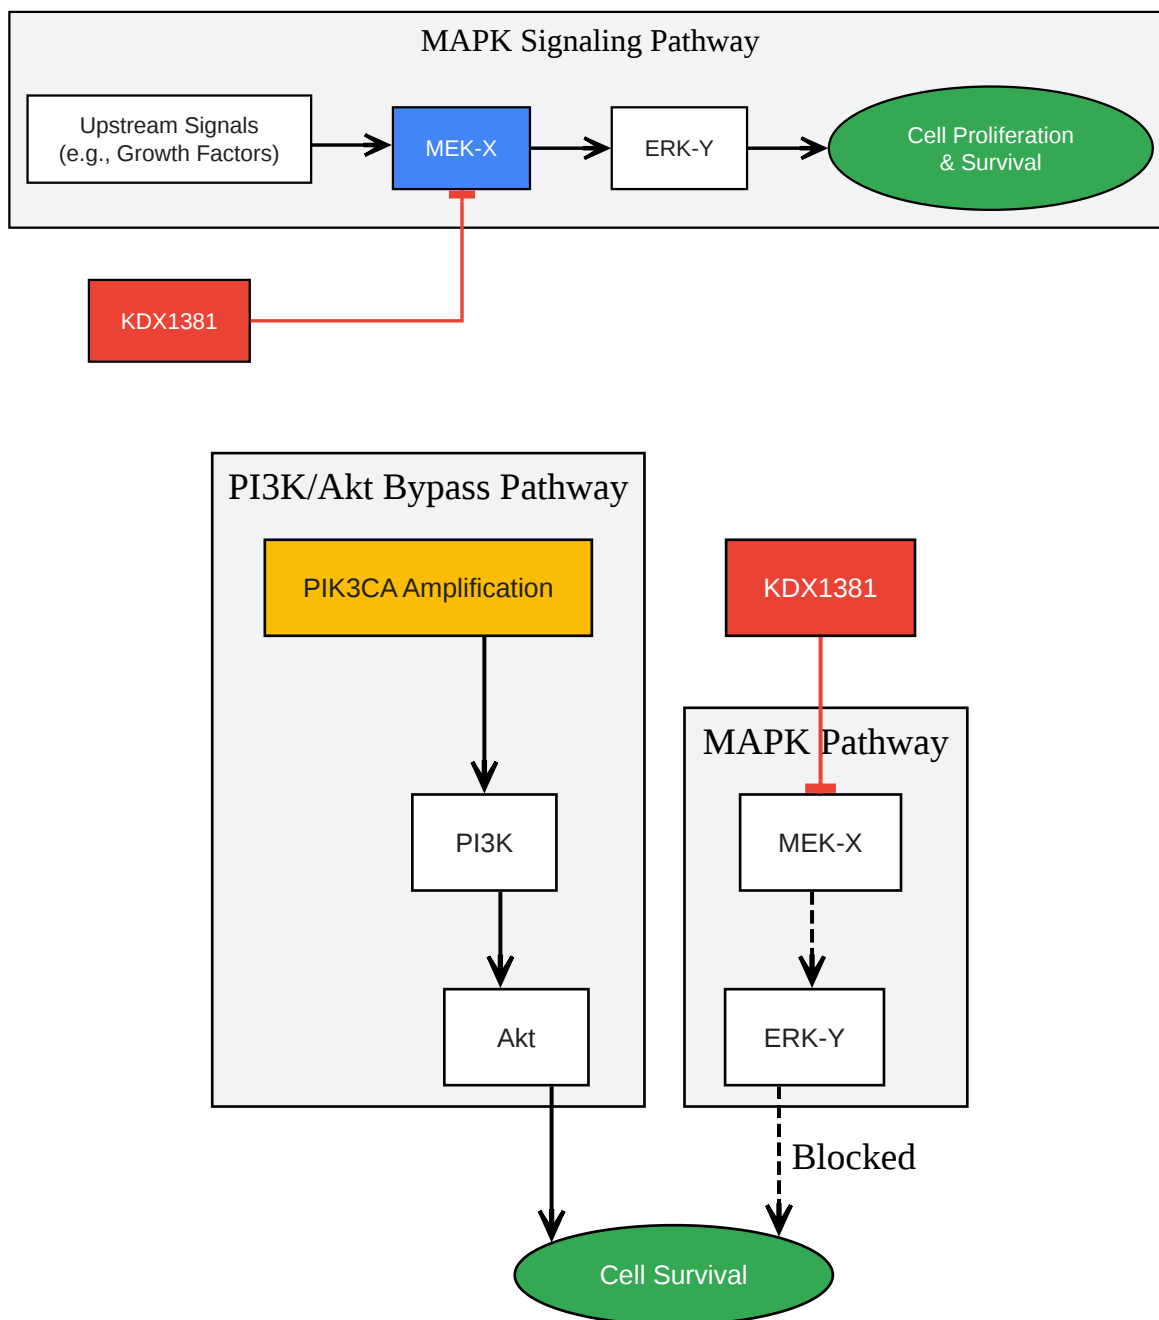 MAPK Signaling Pathway
Upstream Signals
(e.g., Growth Factors)
MEK-X
ERK-Y
Cell Proliferation
& Survival
KDX1381
PI3K/Akt Bypass Pathway
PIK3CA Amplification
KDX1381
MAPK Pathway
PI3K
MEK-X
Akt
ERK-Y
Blocked
Cell Survival